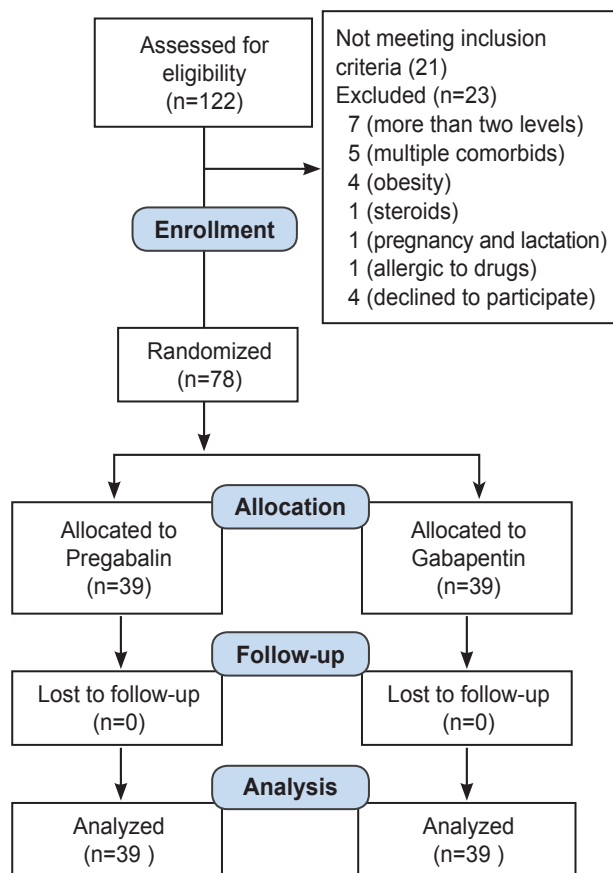 Assessed for
eligibility
(n=122)
Not meeting inclusion
criteria (21)
Excluded (n=23)
7 (more than two levels)
5 (multiple comorbids)
4 (obesity)
1 (steroids)
1 (pregnancy and lactation)
1 (allergic to drugs)
4 (declined to participate)
Enrollment
Randomized
(n=78)
Allocation
Allocated to
Pregabalin
(n=39)
Allocated to
Gabapentin
(n=39)
Follow-up
Lost to follow-up
(n=0)
Lost to follow-up
(n=0)
Analysis
Analyzed
(n=39 )
Analyzed
(n=39 )